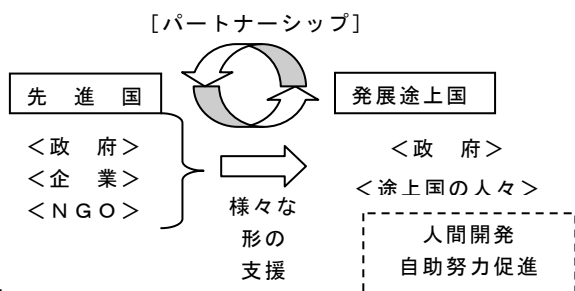 ［パートナーシップ］
先　進　国
発展途上国
＜政　府＞
＜企　業＞
＜ＮＧＯ＞
様々な
形の
支援
＜政　府＞
＜途上国の人々＞
人間開発
自助努力促進